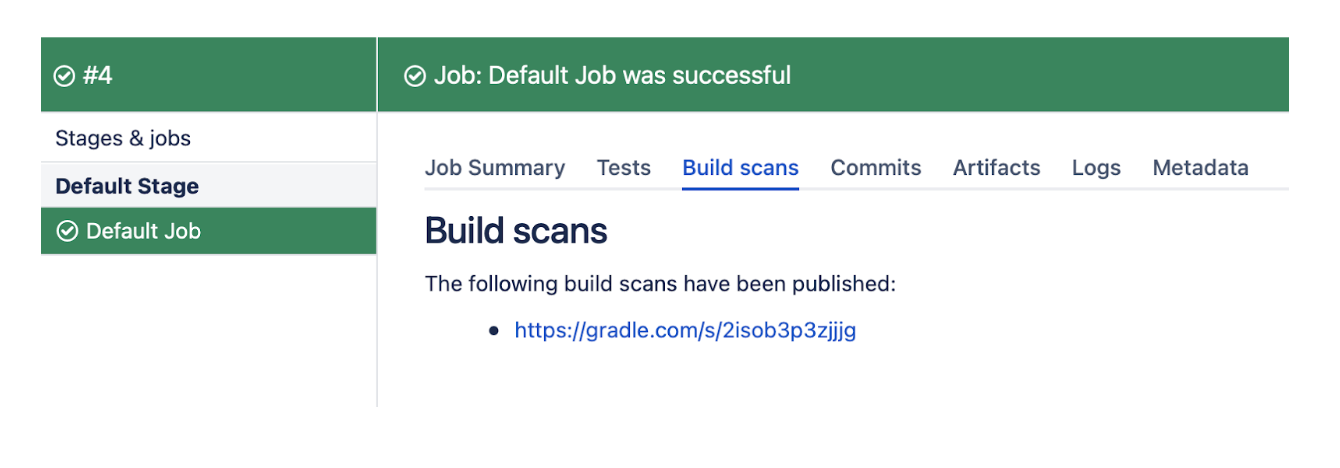 #4
Job: Default Job was successful
Stages & jobs
Default Stage
Default Job
Job Summary Tests Build scans Commits Artifacts Logs Metadata
Build scans
The following build scans have been published:
• https://gradle.com/s/2isob3p3zjjjg